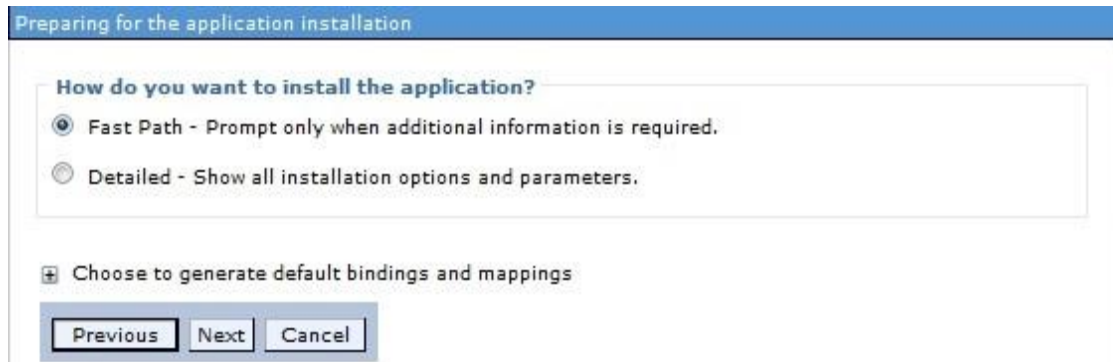 Preparing for the application installation
How do you want to install the application?
Fast Path - Prompt only when additional information is required.
Detailed - Show all installation options and parameters.
Choose to generate default bindings and mappings
Previous Next Cancel